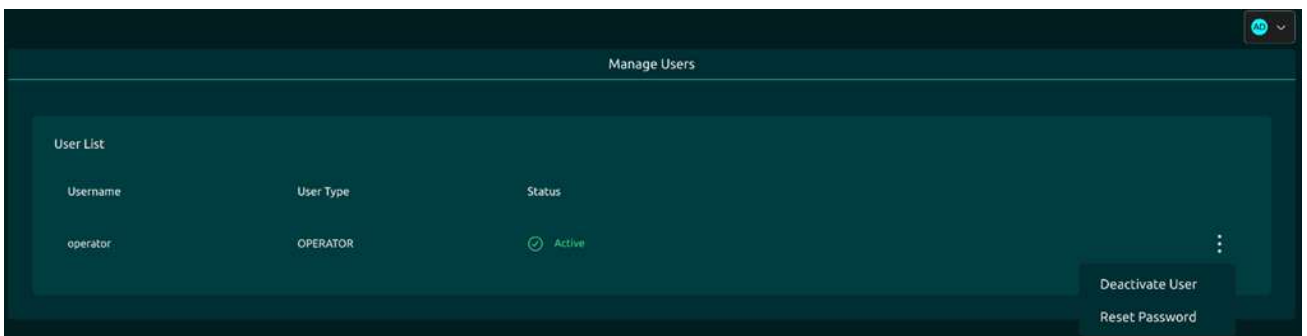 AD
Manage Users
User List
Username User Type Status
operator OPERATOR Active
Deactivate User
Reset Password